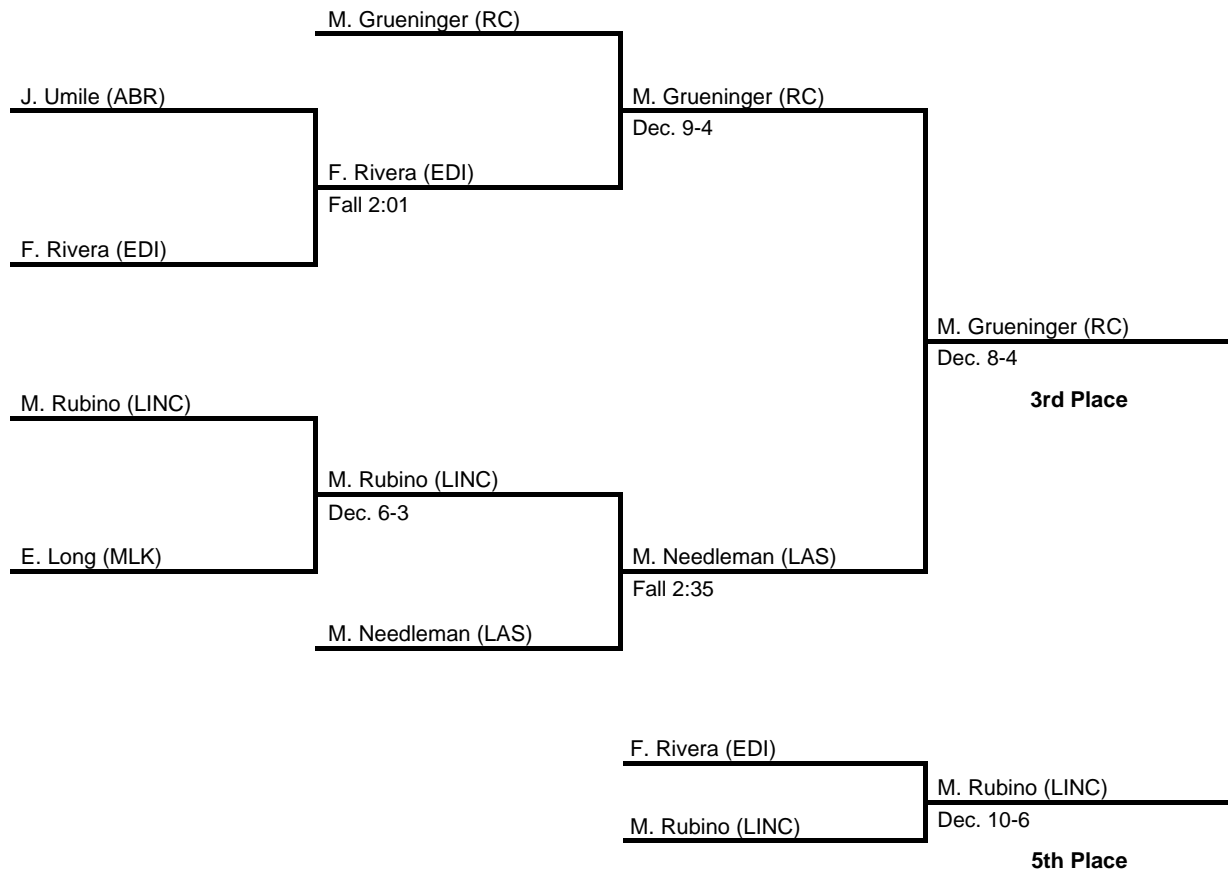 M. Grueninger (RC)
J. Umile (ABR)
M. Grueninger (RC)
Dec. 9-4
F. Rivera (EDI)
Fall 2:01
F. Rivera (EDI)
M. Grueninger (RC)
Dec. 8-4
3rd Place
M. Rubino (LINC)
M. Rubino (LINC)
Dec. 6-3
E. Long (MLK)
M. Needleman (LAS)
Fall 2:35
M. Needleman (LAS)
F. Rivera (EDI)
M. Rubino (LINC)
Dec. 10-6
M. Rubino (LINC)
5th Place